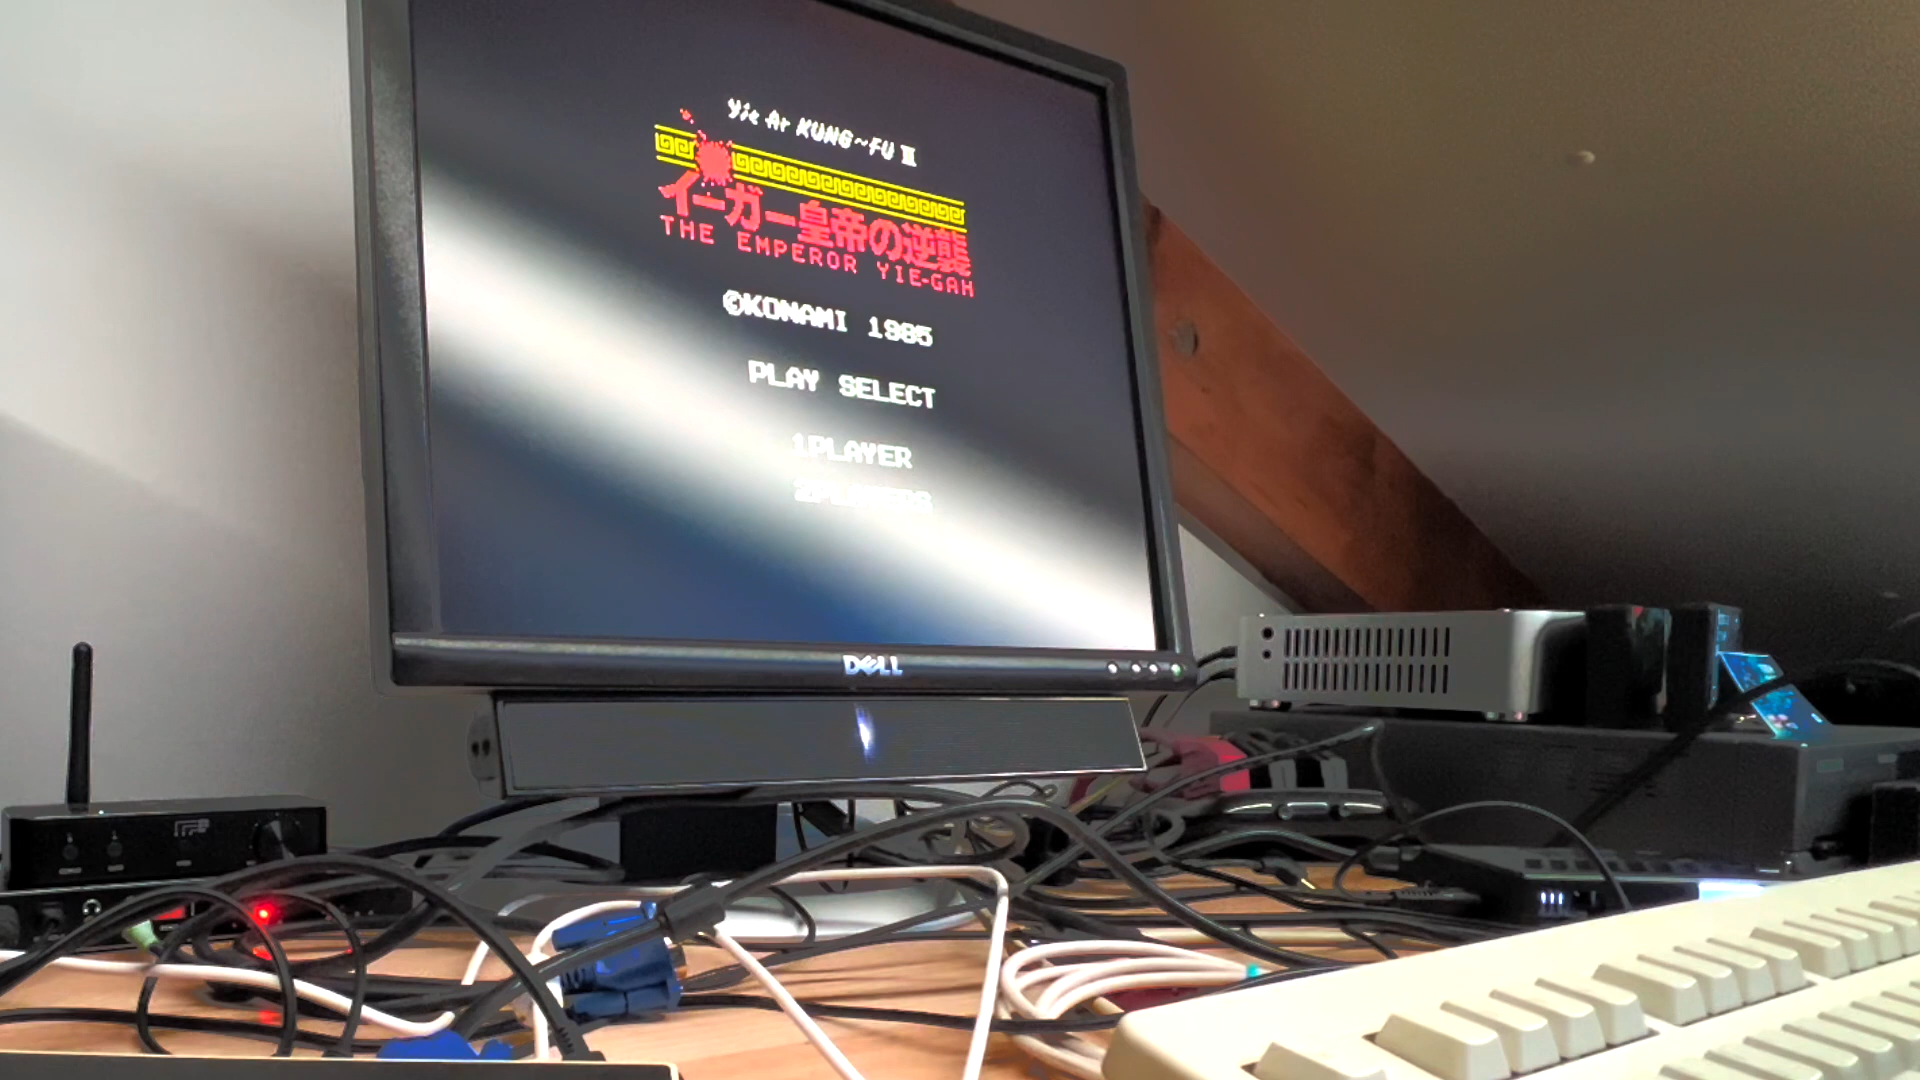 Yie Ar KUNG~FU II
イーガー皇帝の逆襲
THE EMPEROR YIE-GAH
©KONAMI 1985
PLAY SELECT
1PLAYER
2PLAYERS
DELL